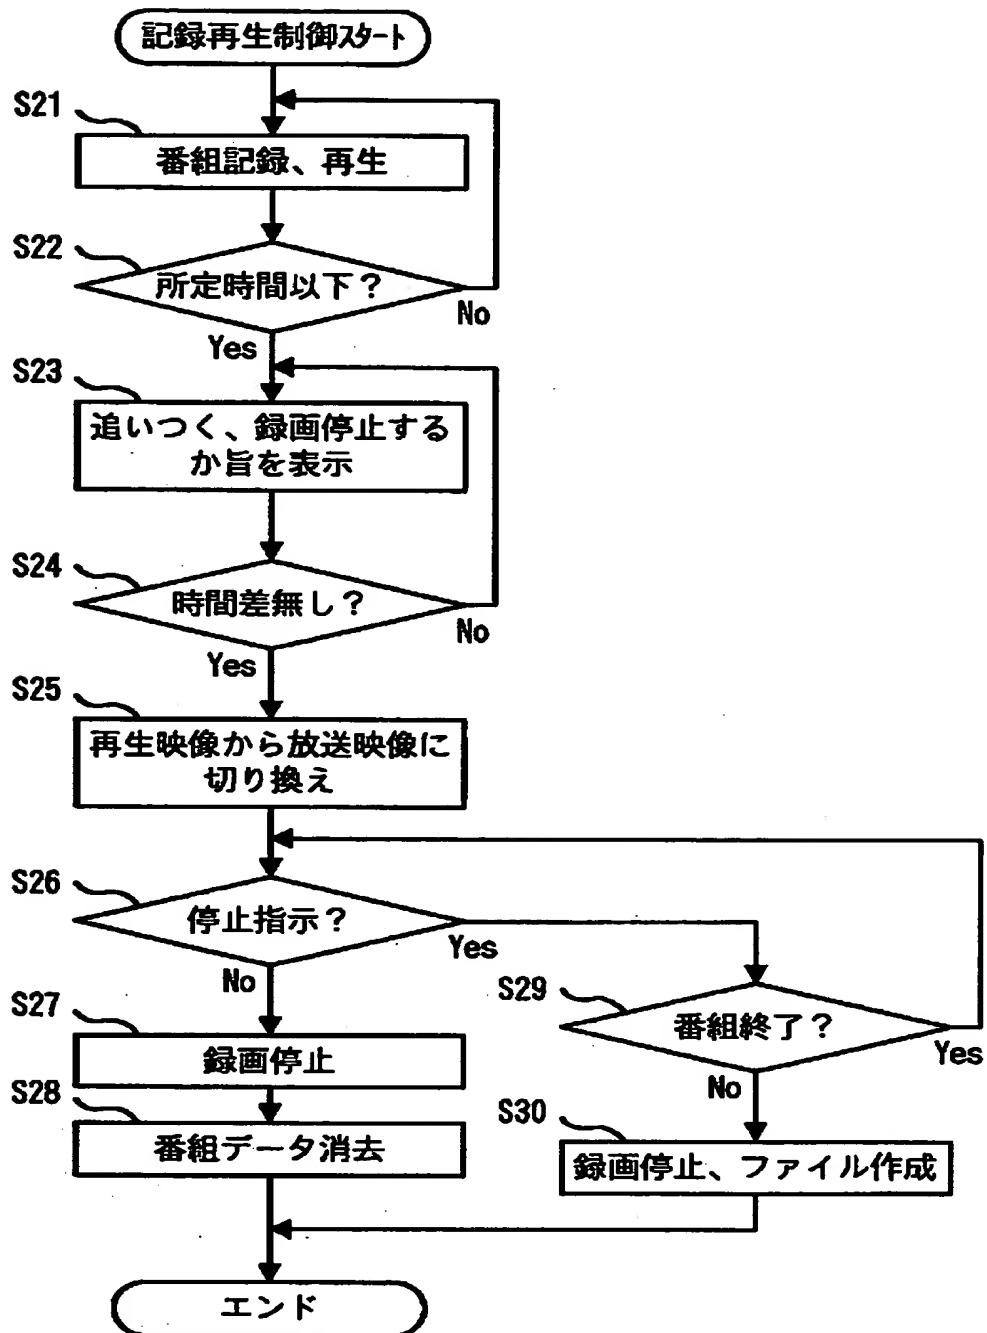 記録再生制御スタート
S21
番組記録、再生
S22
所定時間以下？
No
Yes
S23
追いつく、録画停止する
か旨を表示
S24
時間差無し？
No
Yes
S25
再生映像から放送映像に
切り換え
S26
停止指示？
Yes
No
S29
番組終了？
Yes
No
S27
録画停止
S28
番組データ消去
S30
録画停止、ファイル作成
エンド